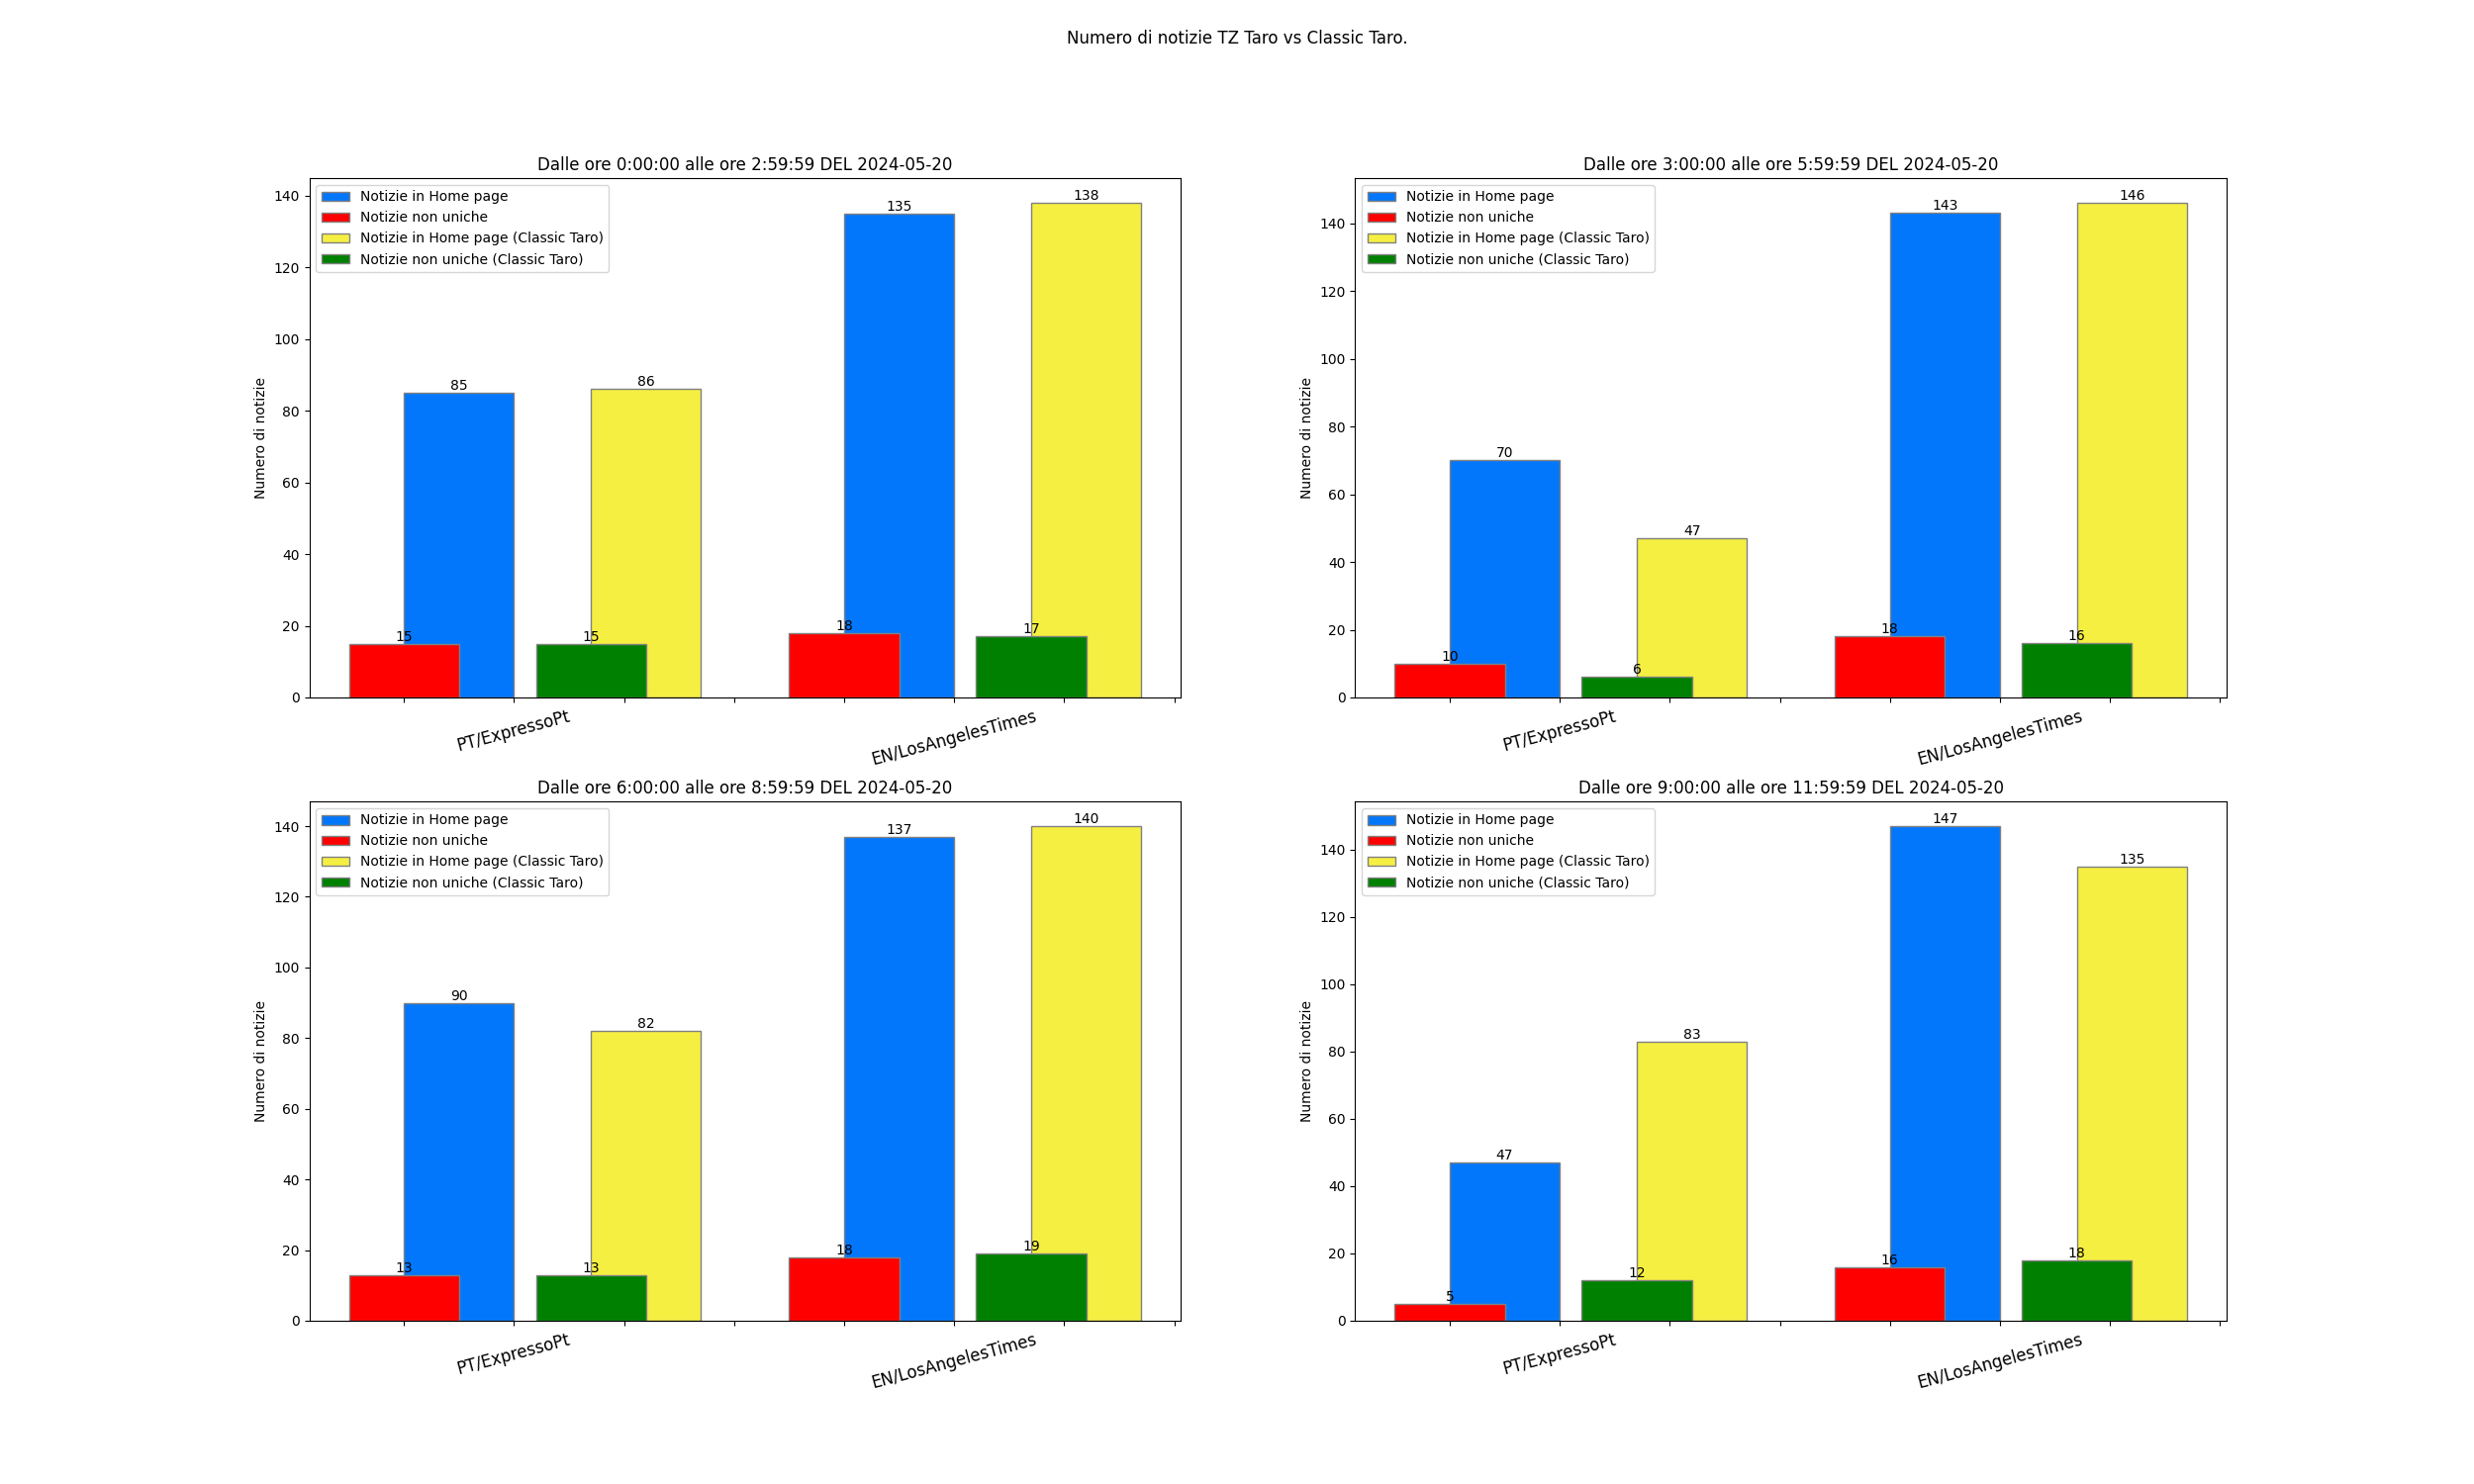 Numero di notizie TZ Taro vs Classic Taro.
Dalle ore 0:00:00 alle ore 2:59:59 DEL 2024-05-20
Numero di notizie
140
120
100
80
60
40
20
0
Notizie in Home page
Notizie non uniche
Notizie in Home page (Classic Taro)
Notizie non uniche (Classic Taro)
85
86
135
138
15
15
18
17
PT/ExpressoPt
EN/LosAngelesTimes
Dalle ore 3:00:00 alle ore 5:59:59 DEL 2024-05-20
Numero di notizie
140
120
100
80
60
40
20
0
Notizie in Home page
Notizie non uniche
Notizie in Home page (Classic Taro)
Notizie non uniche (Classic Taro)
70
47
143
146
10
6
18
16
PT/ExpressoPt
EN/LosAngelesTimes
Dalle ore 6:00:00 alle ore 8:59:59 DEL 2024-05-20
Numero di notizie
140
120
100
80
60
40
20
0
Notizie in Home page
Notizie non uniche
Notizie in Home page (Classic Taro)
Notizie non uniche (Classic Taro)
90
82
137
140
13
13
18
19
PT/ExpressoPt
EN/LosAngelesTimes
Dalle ore 9:00:00 alle ore 11:59:59 DEL 2024-05-20
Numero di notizie
140
120
100
80
60
40
20
0
Notizie in Home page
Notizie non uniche
Notizie in Home page (Classic Taro)
Notizie non uniche (Classic Taro)
47
83
147
135
5
12
16
18
PT/ExpressoPt
EN/LosAngelesTimes